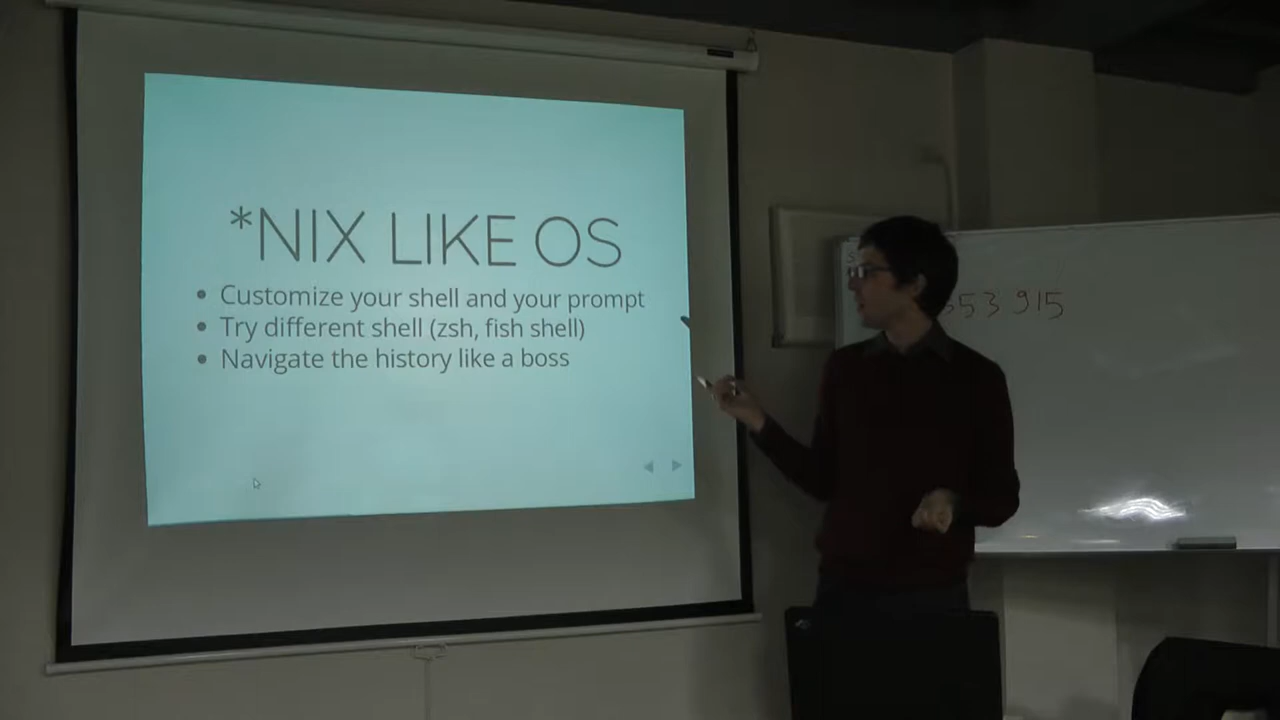 *NIX LIKE OS
• Customize your shell and your prompt
• Try different shell (zsh, fish shell)
• Navigate the history like a boss
53 915